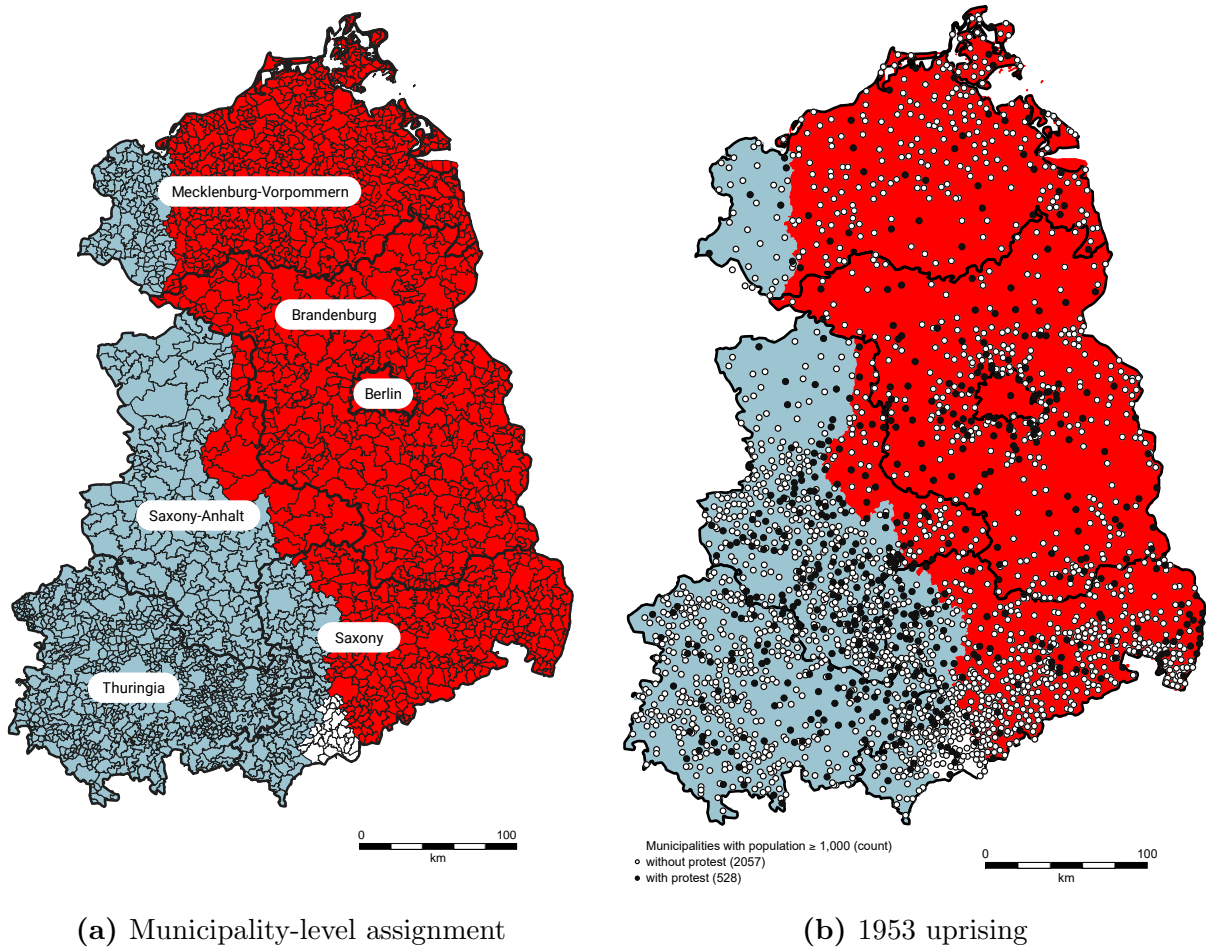 Mecklenburg-Vorpommern
Brandenburg
Berlin
Saxony-Anhalt
Saxony
Thuringia
0 100
km
Municipalities with population ≥ 1,000 (count)
without protest (2057)
with protest (528)
0 100
km
(a) Municipality-level assignment
(b) 1953 uprising